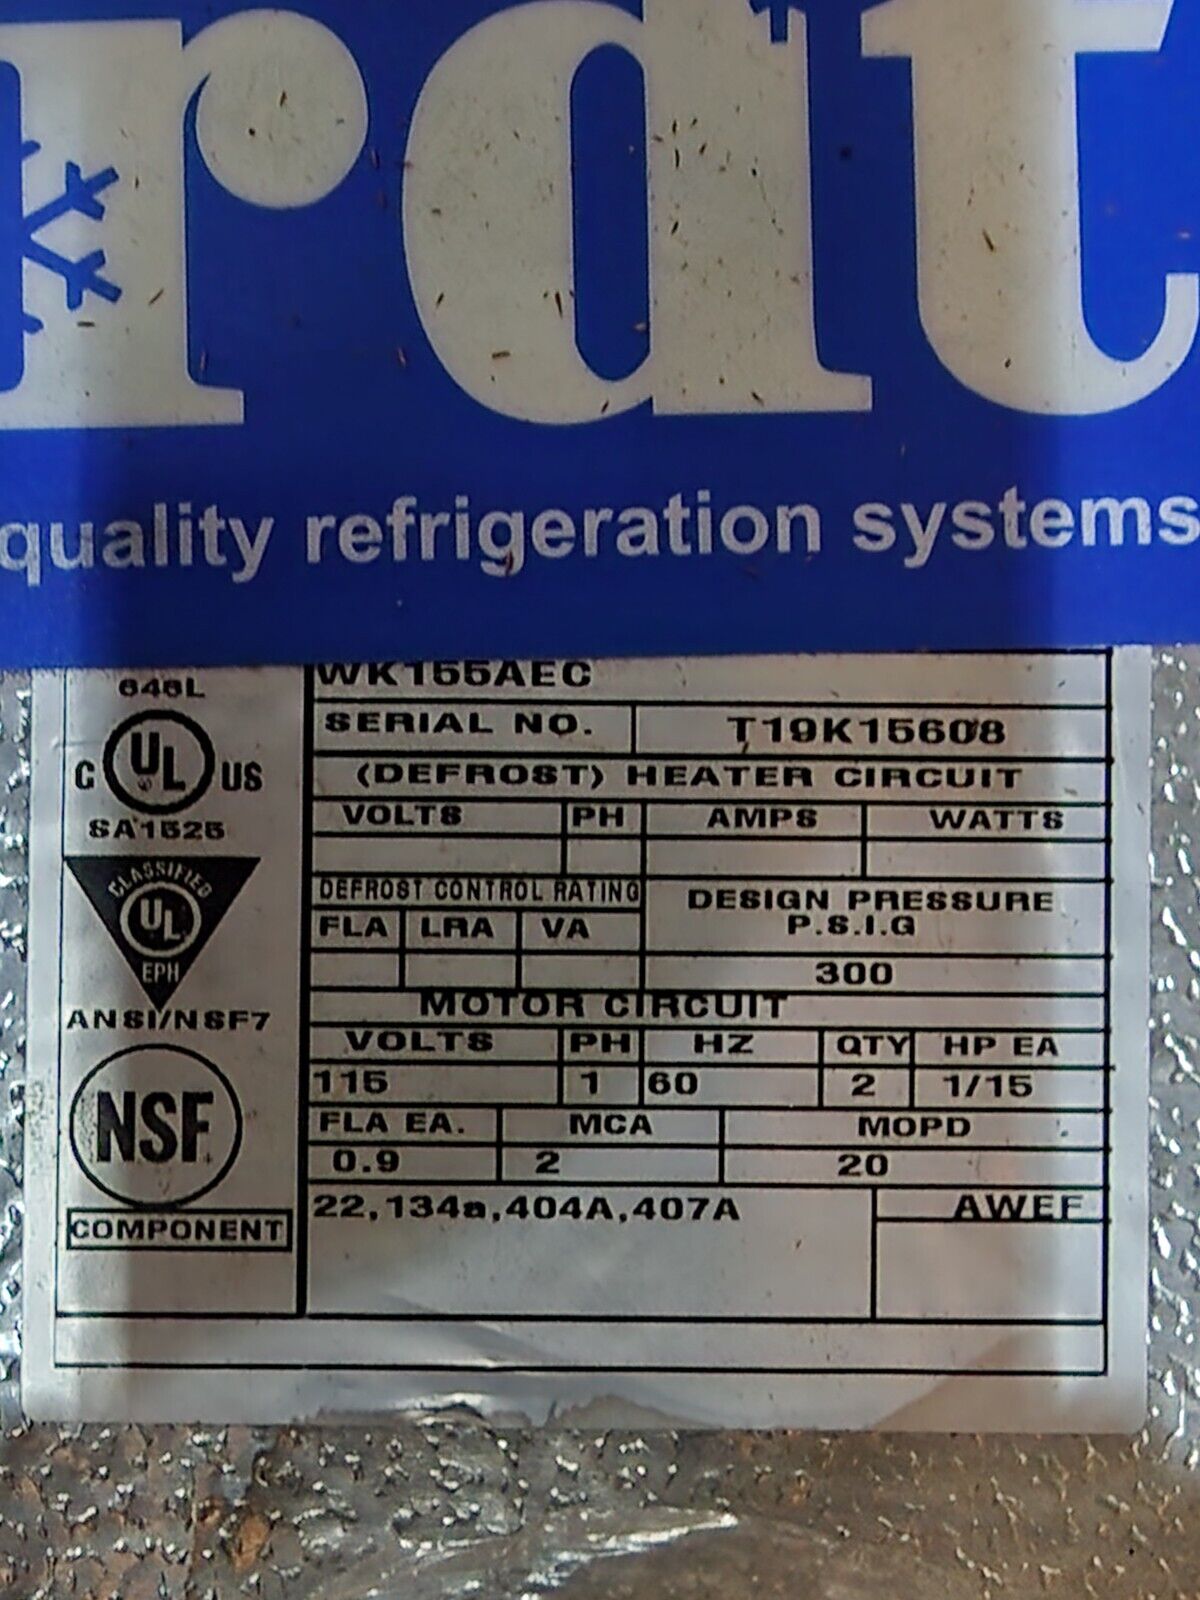 rdt
quality refrigeration systems
WK155AEC
646L
SERIAL NO. T19K15608
C UL US
(DEFROST) HEATER CIRCUIT
SA1525
VOLTS PH AMPS WATTS
CLASSIFIED
UL
EPH
DEFROST CONTROL RATING DESIGN PRESSURE
P.S.I.G
FLA LRA VA
300
ANSI/NSF7
MOTOR CIRCUIT
VOLTS PH HZ QTY HP EA
115 1 60 2 1/15
NSF
FLA EA. MCA MOPD
0.9 2 20
22,134a,404A,407A AWEF
COMPONENT